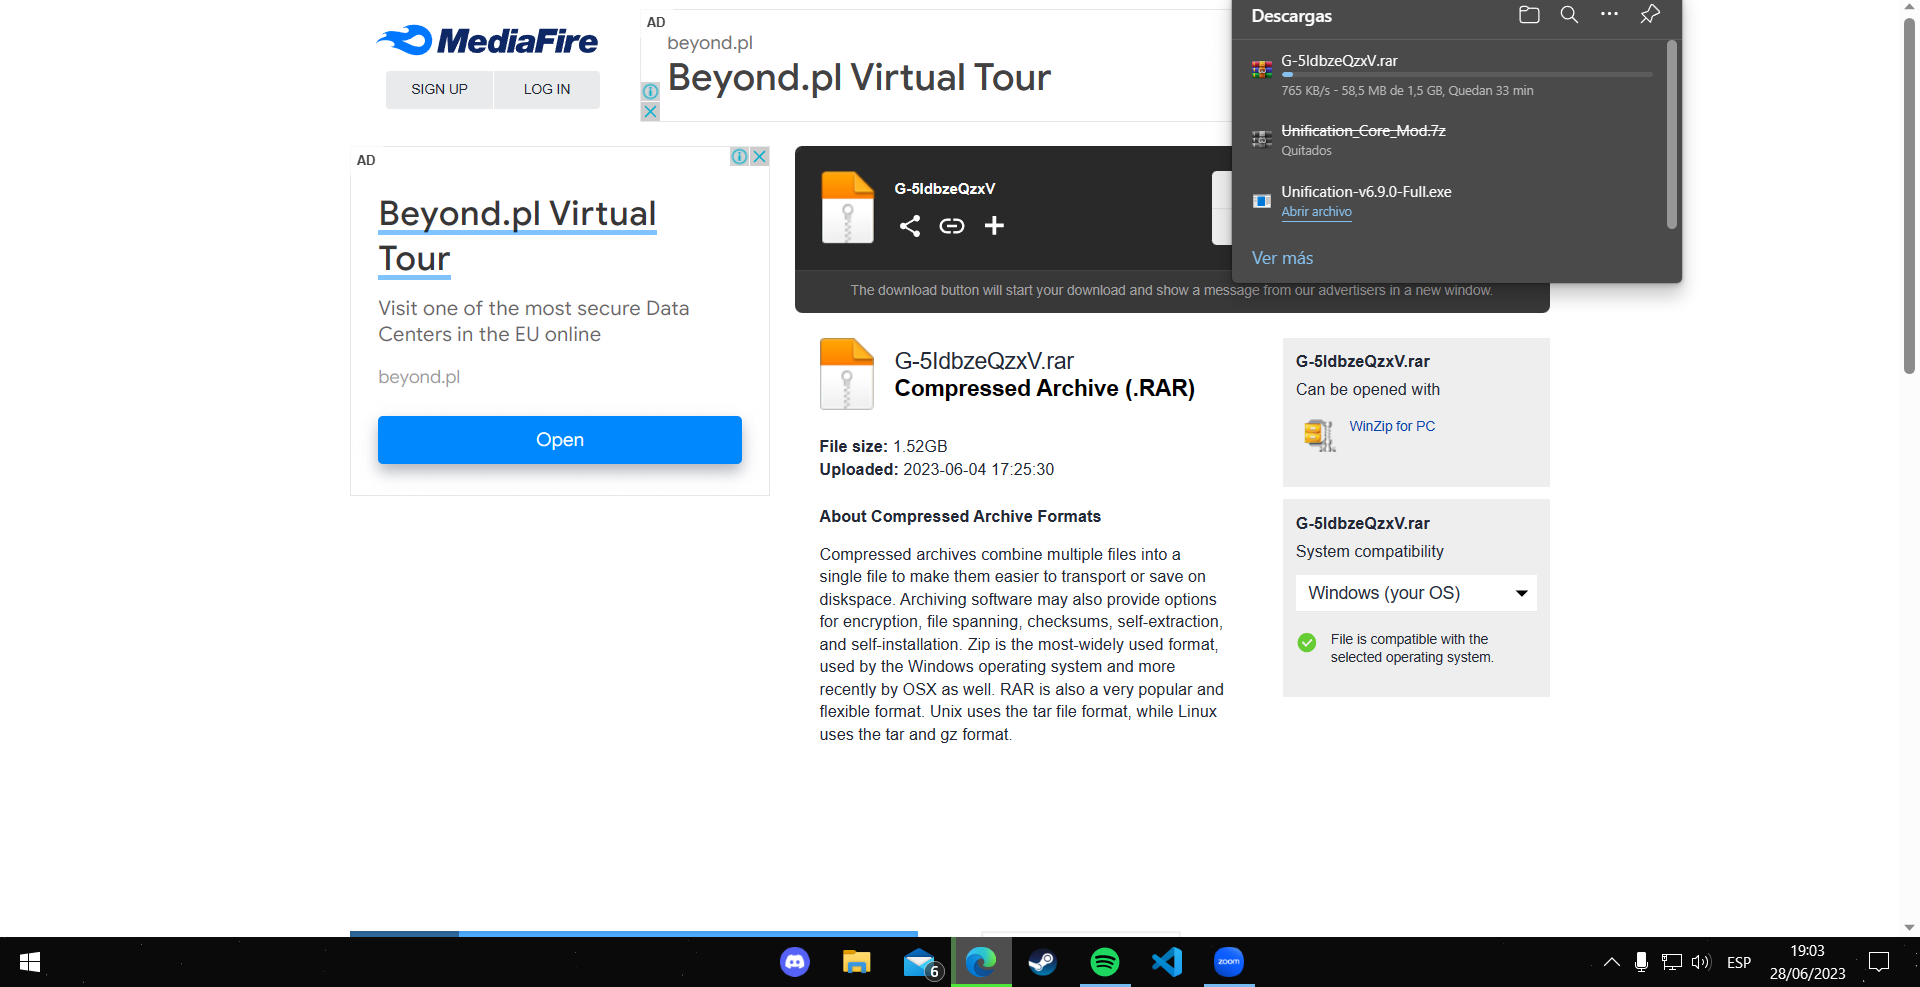 MediaFire
SIGN UP
LOG IN
AD
beyond.pl
Beyond.pl Virtual Tour
Descargas
G-5IdbzeQzxV.rar
765 KB/s - 58,5 MB de 1,5 GB, Quedan 33 min
Unification_Core_Mod.7z
Quitados
Unification-v6.9.0-Full.exe
Abrir archivo
Ver más
AD
Beyond.pl Virtual
Tour
Visit one of the most secure Data
Centers in the EU online
beyond.pl
Open
G-5IdbzeQzxV
The download button will start your download and show a message from our advertisers in a new window.
G-5IdbzeQzxV.rar
Compressed Archive (.RAR)
File size: 1.52GB
Uploaded: 2023-06-04 17:25:30
About Compressed Archive Formats
Compressed archives combine multiple files into a
single file to make them easier to transport or save on
diskspace. Archiving software may also provide options
for encryption, file spanning, checksums, self-extraction,
and self-installation. Zip is the most-widely used format,
used by the Windows operating system and more
recently by OSX as well. RAR is also a very popular and
flexible format. Unix uses the tar file format, while Linux
uses the tar and gz format.
G-5IdbzeQzxV.rar
Can be opened with
WinZip for PC
G-5IdbzeQzxV.rar
System compatibility
Windows (your OS)
File is compatible with the
selected operating system.
6
zoom
ESP
19:03
28/06/2023